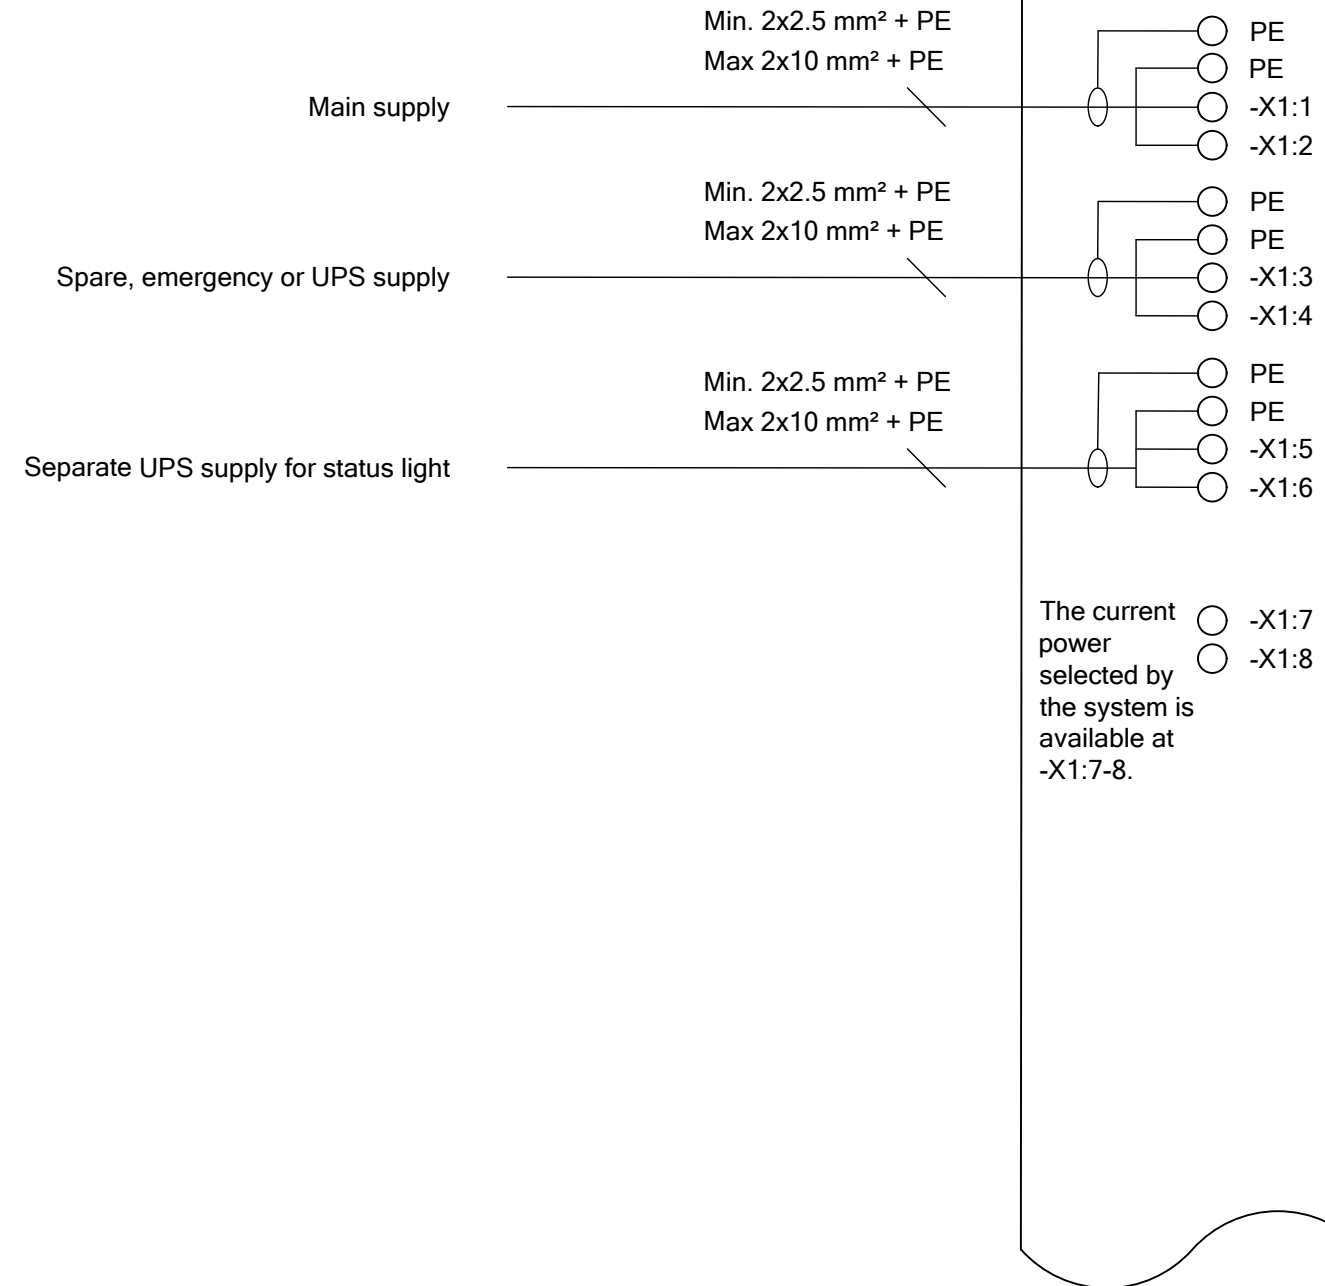 Min. 2x2.5 mm² + PE
Max 2x10 mm² + PE
Main supply
PE
PE
-X1:1
-X1:2
Min. 2x2.5 mm² + PE
Max 2x10 mm² + PE
Spare, emergency or UPS supply
PE
PE
-X1:3
-X1:4
Min. 2x2.5 mm² + PE
Max 2x10 mm² + PE
Separate UPS supply for status light
PE
PE
-X1:5
-X1:6
The current
power
selected by
the system is
available at
-X1:7-8.
-X1:7
-X1:8